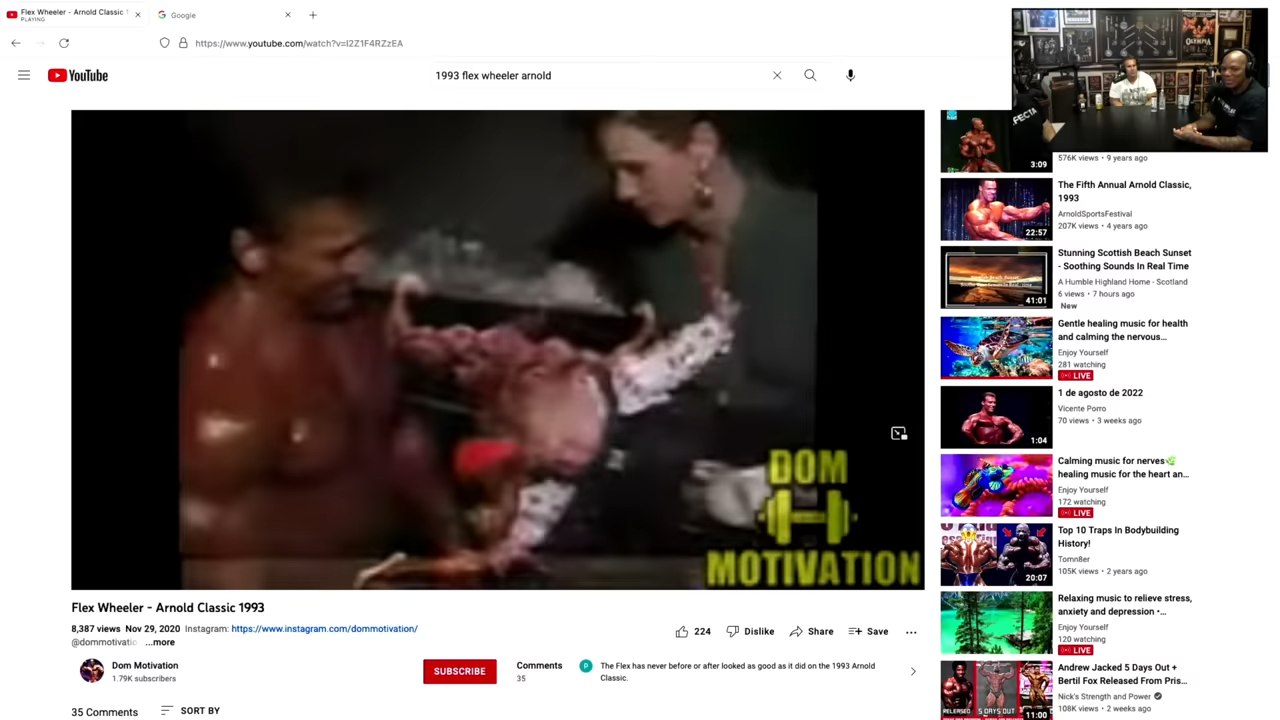 Flex Wheeler - Arnold Classic 1
PLAYING
Google
https://www.youtube.com/watch?v=I2Z1F4RZzEA
YouTube
1993 flex wheeler arnold
OLYMPIA
DOM
MOTIVATION
Flex Wheeler - Arnold Classic 1993
8,387 views Nov 29, 2020 Instagram: https://www.instagram.com/dommotivation/
@dommotivatio ...more
224
Dislike
Share
Save
Dom Motivation
1.79K subscribers
SUBSCRIBE
Comments
35
P
The Flex has never before or after looked as good as it did on the 1993 Arnold
Classic.
35 Comments
SORT BY
3:09
576K views • 9 years ago
22:57
The Fifth Annual Arnold Classic,
1993
ArnoldSportsFestival
207K views • 4 years ago
41:01
Stunning Scottish Beach Sunset
- Soothing Sounds In Real Time
A Humble Highland Home - Scotland
6 views • 7 hours ago
New
Gentle healing music for health
and calming the nervous...
Enjoy Yourself
281 watching
LIVE
1:04
1 de agosto de 2022
Vicente Porro
70 views • 3 weeks ago
Calming music for nerves🌿
healing music for the heart an...
Enjoy Yourself
172 watching
LIVE
20:07
Top 10 Traps In Bodybuilding
History!
Tomn8er
105K views • 2 years ago
Relaxing music to relieve stress,
anxiety and depression •...
Enjoy Yourself
120 watching
LIVE
RELEASED
5 DAYS OUT
11:00
Andrew Jacked 5 Days Out +
Bertil Fox Released From Pris...
Nick's Strength and Power
108K views • 2 weeks ago